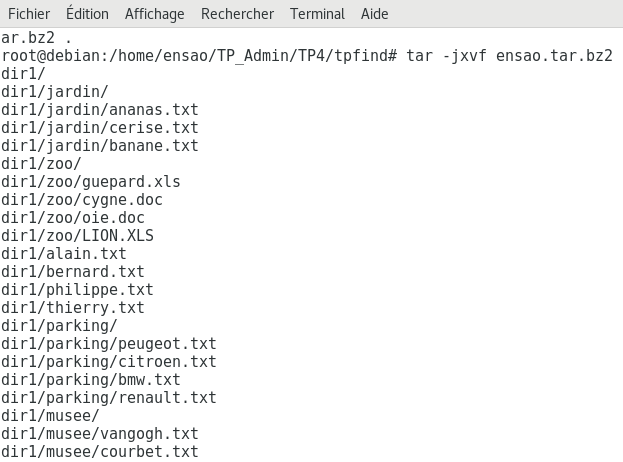 Fichier Édition Affichage Rechercher Terminal Aide
ar.bz2 .
root@debian:/home/ensao/TP_Admin/TP4/tpfind# tar -jxvf ensao.tar.bz2
dir1/
dir1/jardin/
dir1/jardin/ananas.txt
dir1/jardin/cerise.txt
dir1/jardin/banane.txt
dir1/zoo/
dir1/zoo/guepard.xls
dir1/zoo/cygne.doc
dir1/zoo/oie.doc
dir1/zoo/LION.XLS
dir1/alain.txt
dir1/bernard.txt
dir1/philippe.txt
dir1/thierry.txt
dir1/parking/
dir1/parking/peugeot.txt
dir1/parking/citroen.txt
dir1/parking/bmw.txt
dir1/parking/renault.txt
dir1/musee/
dir1/musee/vangogh.txt
dir1/musee/courbet.txt